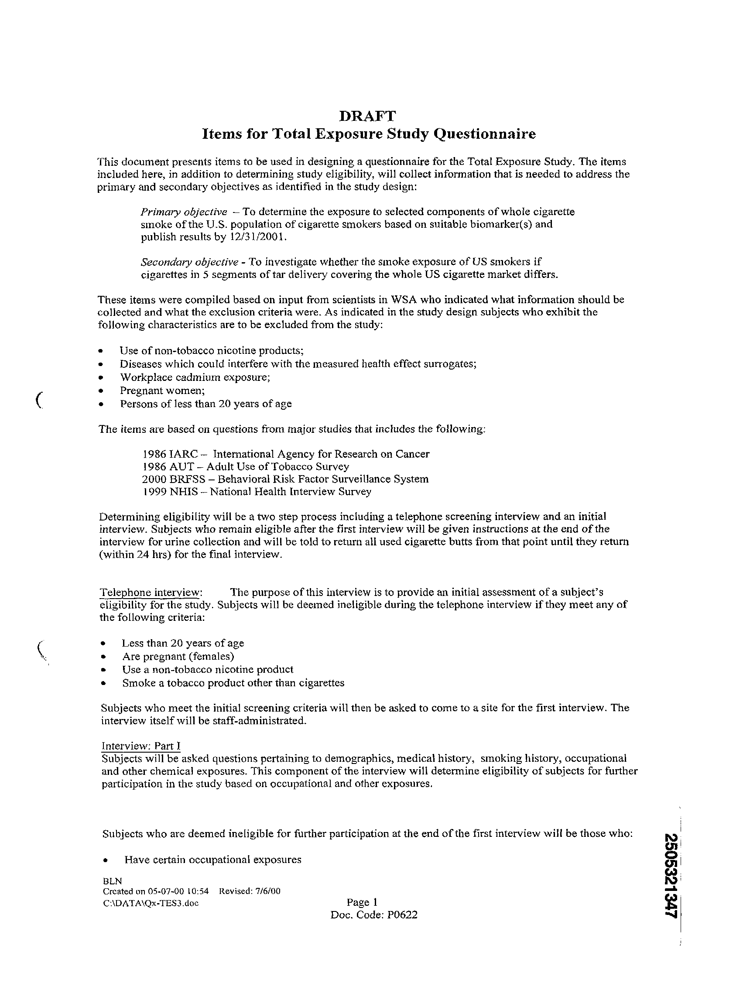 DRAFT
Items for Total Exposure Study Questionnaire
This document presents items to be used in designing a questionnaire for the Total Exposure Study. The items
included here, in addition to determining study eligibility, will collect information that is needed to address the
primary and secondary objectives as identified in the study design:
Primary objective – To determine the exposure to selected components of whole cigarette
smoke of the U.S. population of cigarette smokers based on suitable biomarker(s) and
publish results by 12/31/2001.
Secondary objective - To investigate whether the smoke exposure of US smokers if
cigarettes in 5 segments of tar delivery covering the whole US cigarette market differs.
These items were compiled based on input from scientists in WSA who indicated what information should be
collected and what the exclusion criteria were. As indicated in the study design subjects who exhibit the
following characteristics are to be excluded from the study:
• Use of non-tobacco nicotine products;
• Diseases which could interfere with the measured health effect surrogates;
• Workplace cadmium exposure;
• Pregnant women;
• Persons of less than 20 years of age
The items are based on questions from major studies that includes the following:
1986 IARC – International Agency for Research on Cancer
1986 AUT – Adult Use of Tobacco Survey
2000 BRFSS – Behavioral Risk Factor Surveillance System
1999 NHIS – National Health Interview Survey
Determining eligibility will be a two step process including a telephone screening interview and an initial
interview. Subjects who remain eligible after the first interview will be given instructions at the end of the
interview for urine collection and will be told to return all used cigarette butts from that point until they return
(within 24 hrs) for the final interview.
Telephone interview: The purpose of this interview is to provide an initial assessment of a subject's
eligibility for the study. Subjects will be deemed ineligible during the telephone interview if they meet any of
the following criteria:
• Less than 20 years of age
• Are pregnant (females)
• Use a non-tobacco nicotine product
• Smoke a tobacco product other than cigarettes
Subjects who meet the initial screening criteria will then be asked to come to a site for the first interview. The
interview itself will be staff-administrated.
Interview: Part I
Subjects will be asked questions pertaining to demographics, medical history, smoking history, occupational
and other chemical exposures. This component of the interview will determine eligibility of subjects for further
participation in the study based on occupational and other exposures.
Subjects who are deemed ineligible for further participation at the end of the first interview will be those who:
• Have certain occupational exposures
BLN
Created on 05-07-00 10:54 Revised: 7/6/00
C:\DATA\Qx-TES3.doc
Page 1
Doc. Code: P0622
2505321347